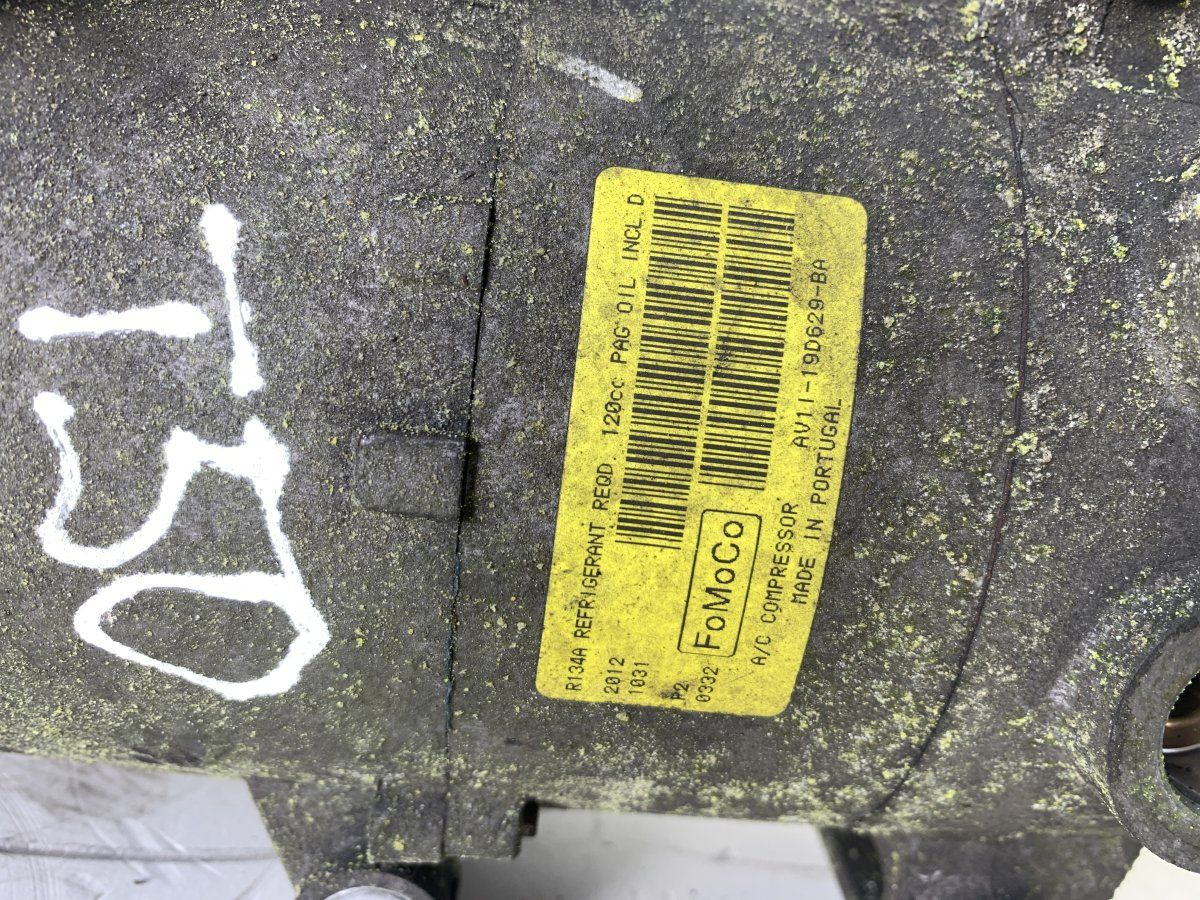 T50
R134A REFRIGERANT REQD. 120cc PAG OIL INCL D
2012
1031
P2
0332
FoMoCo
A/C COMPRESSOR AV11-19D629-BA
MADE IN PORTUGAL